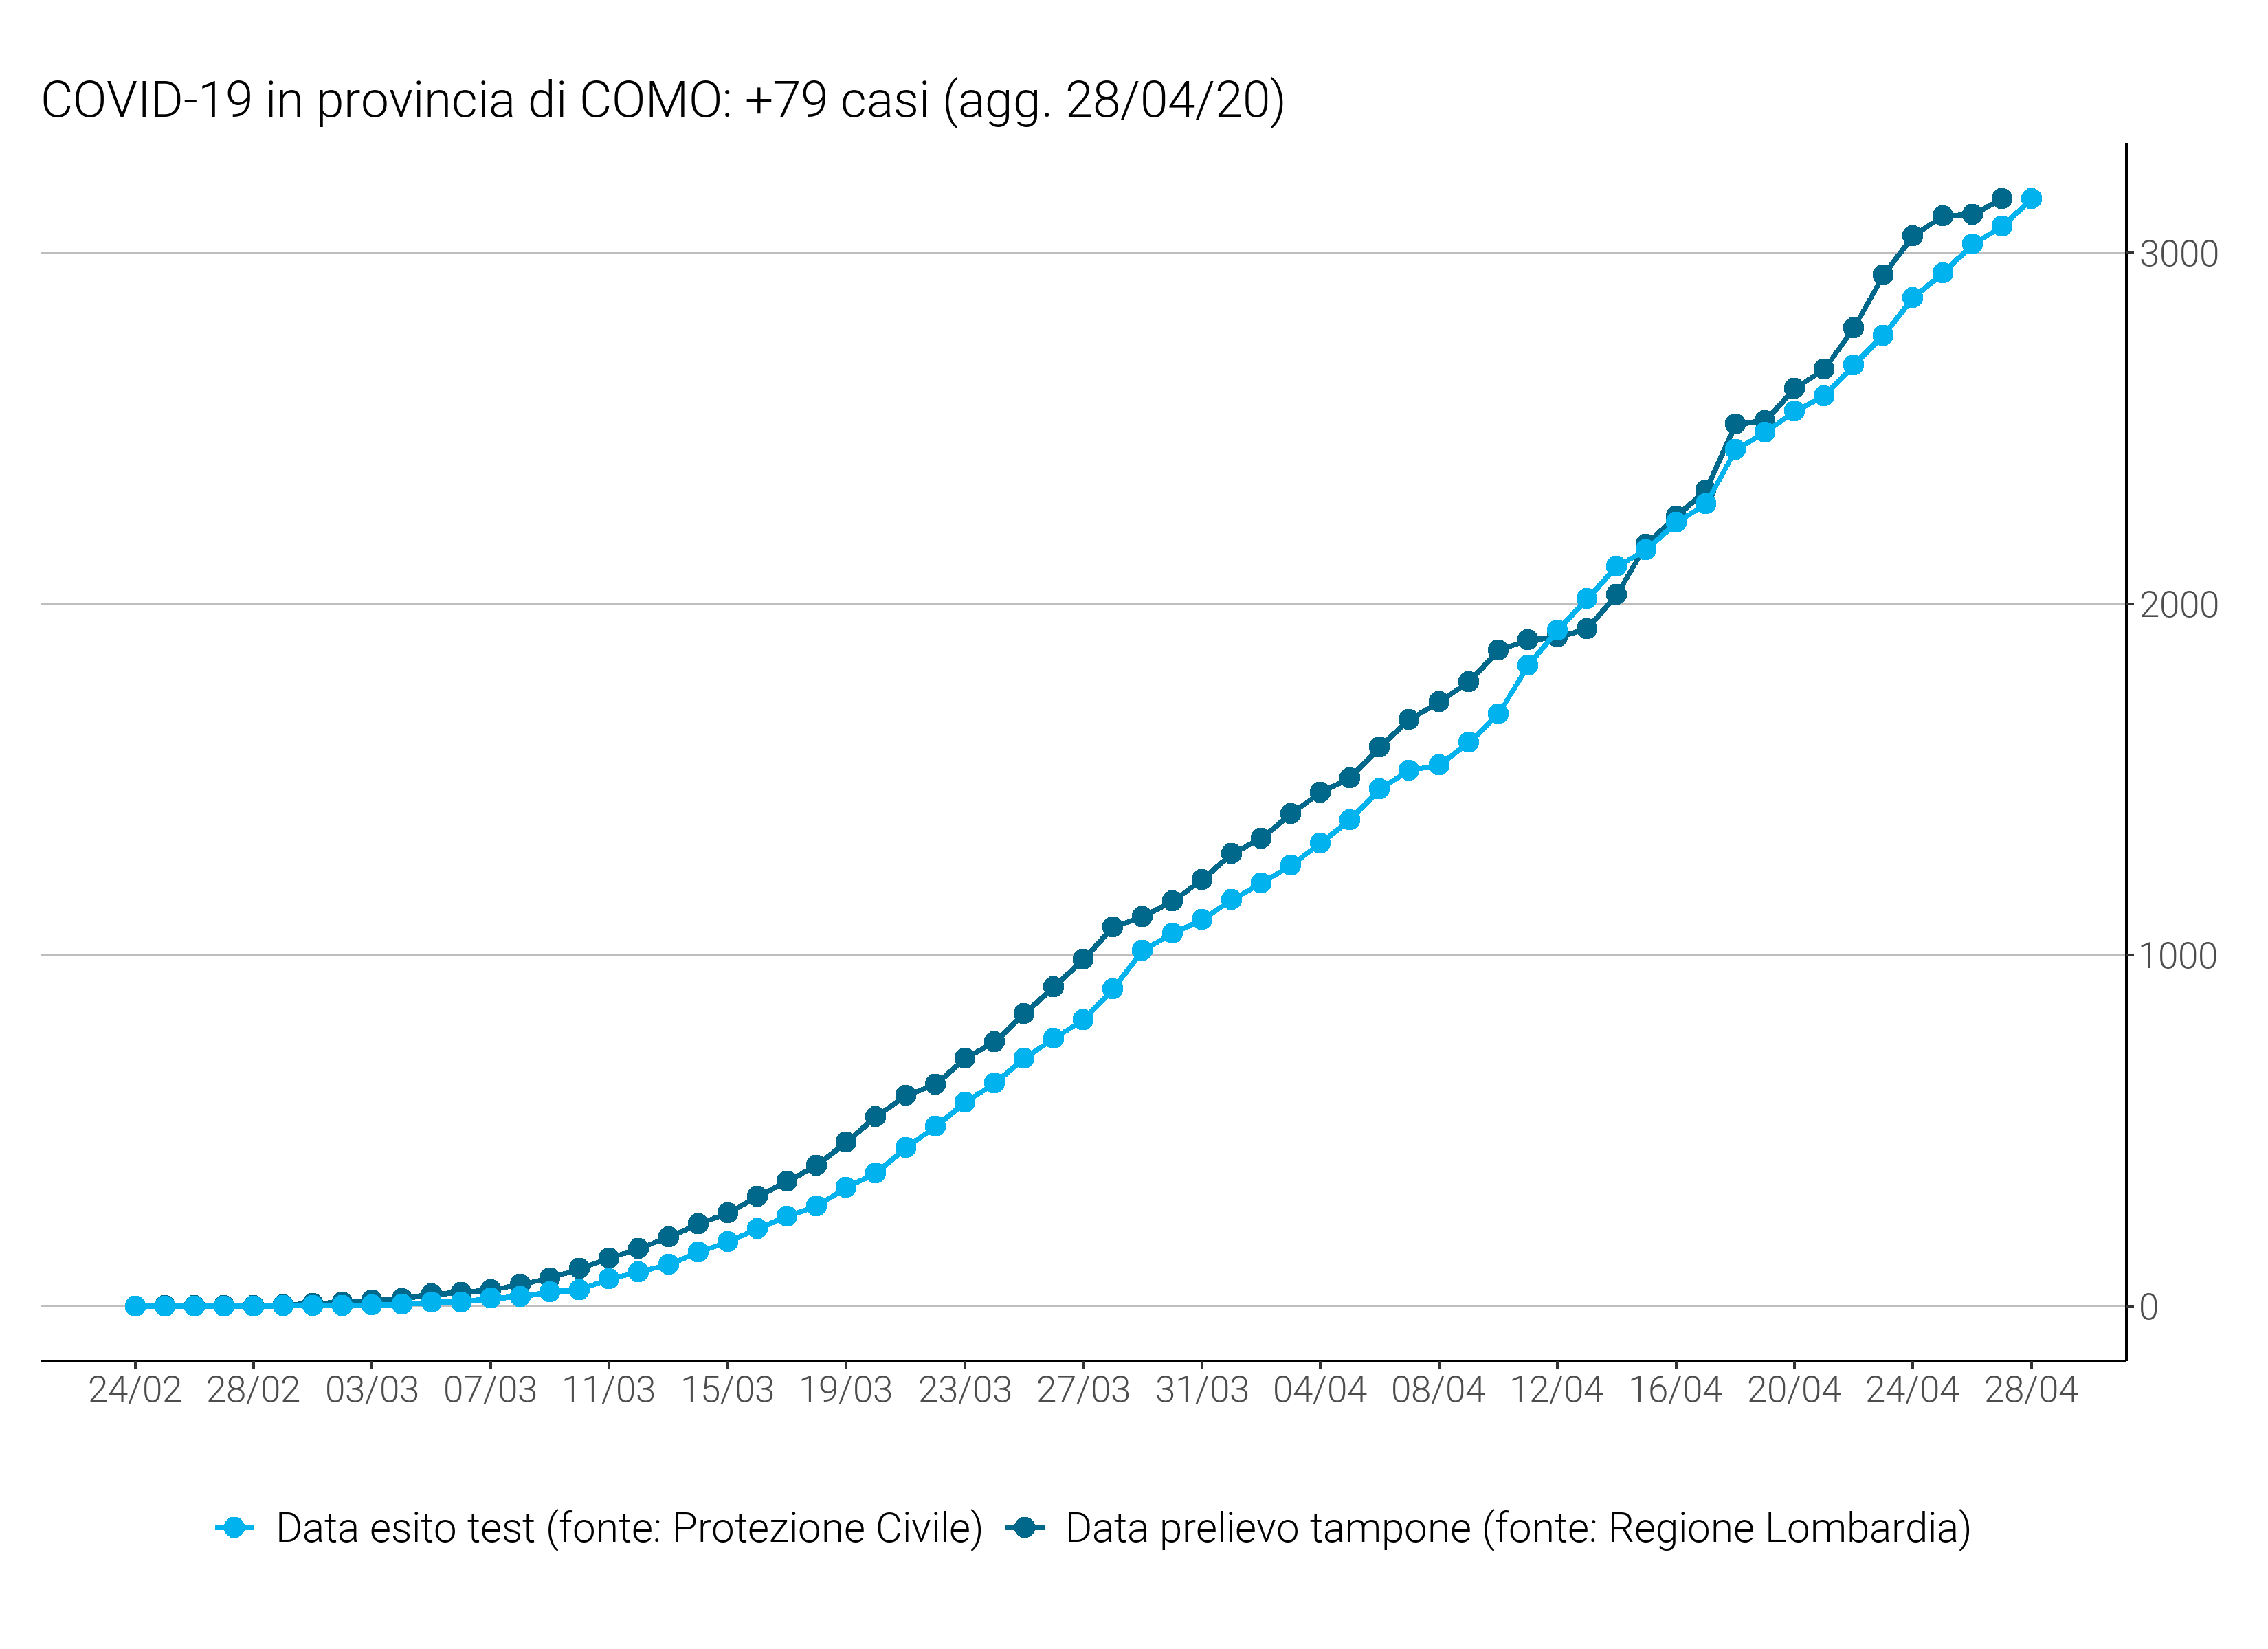 COVID-19 in provincia di COMO: +79 casi (agg. 28/04/20)
3000
2000
1000
0
24/02 28/02 03/03 07/03 11/03 15/03 19/03 23/03 27/03 31/03 04/04 08/04 12/04 16/04 20/04 24/04 28/04
Data esito test (fonte: Protezione Civile) Data prelievo tampone (fonte: Regione Lombardia)